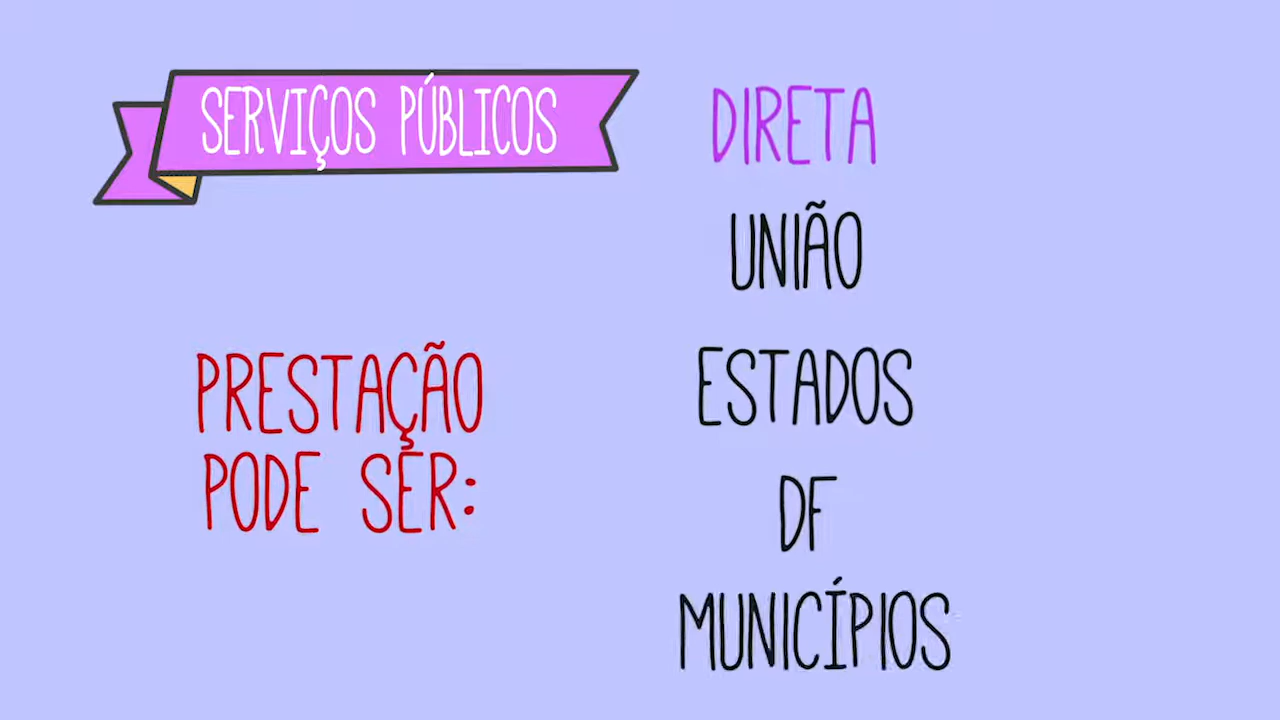 SERVIÇOS PÚBLICOS
PRESTAÇÃO
PODE SER:
DIRETA
UNIÃO
ESTADOS
DF
MUNICÍPIOS